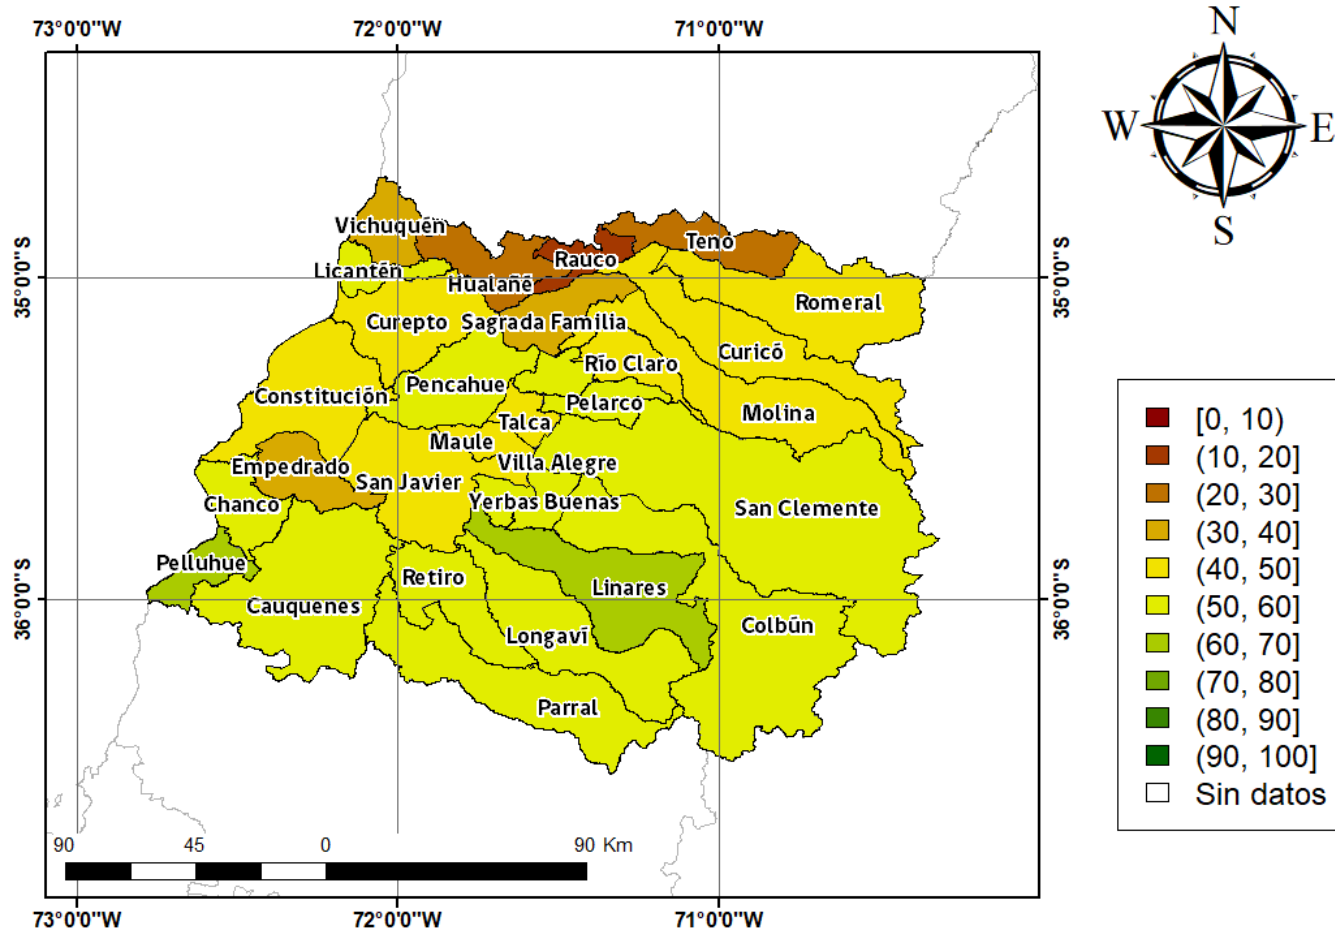 73°0'0"W 72°0'0"W 71°0'0"W
N
W E
S
35°0'0"S
35°0'0"S
36°0'0"S
36°0'0"S
Vichuquén
Teno
Rauco
Licantén
Hualañé
Romeral
Curepto
Sagrada Familia
Curicó
Río Claro
Pencahue
Constitución
Pelarco
Molina
Talca
Maule
Villa Alegre
Empedrado
San Javier
Yerbas Buenas
San Clemente
Chanco
Pelluhue
Retiro
Linares
Cauquenes
Colbún
Longaví
Parral
[0, 10)
(10, 20]
(20, 30]
(30, 40]
(40, 50]
(50, 60]
(60, 70]
(70, 80]
(80, 90]
(90, 100]
Sin datos
90 45 0 90 Km
73°0'0"W 72°0'0"W 71°0'0"W